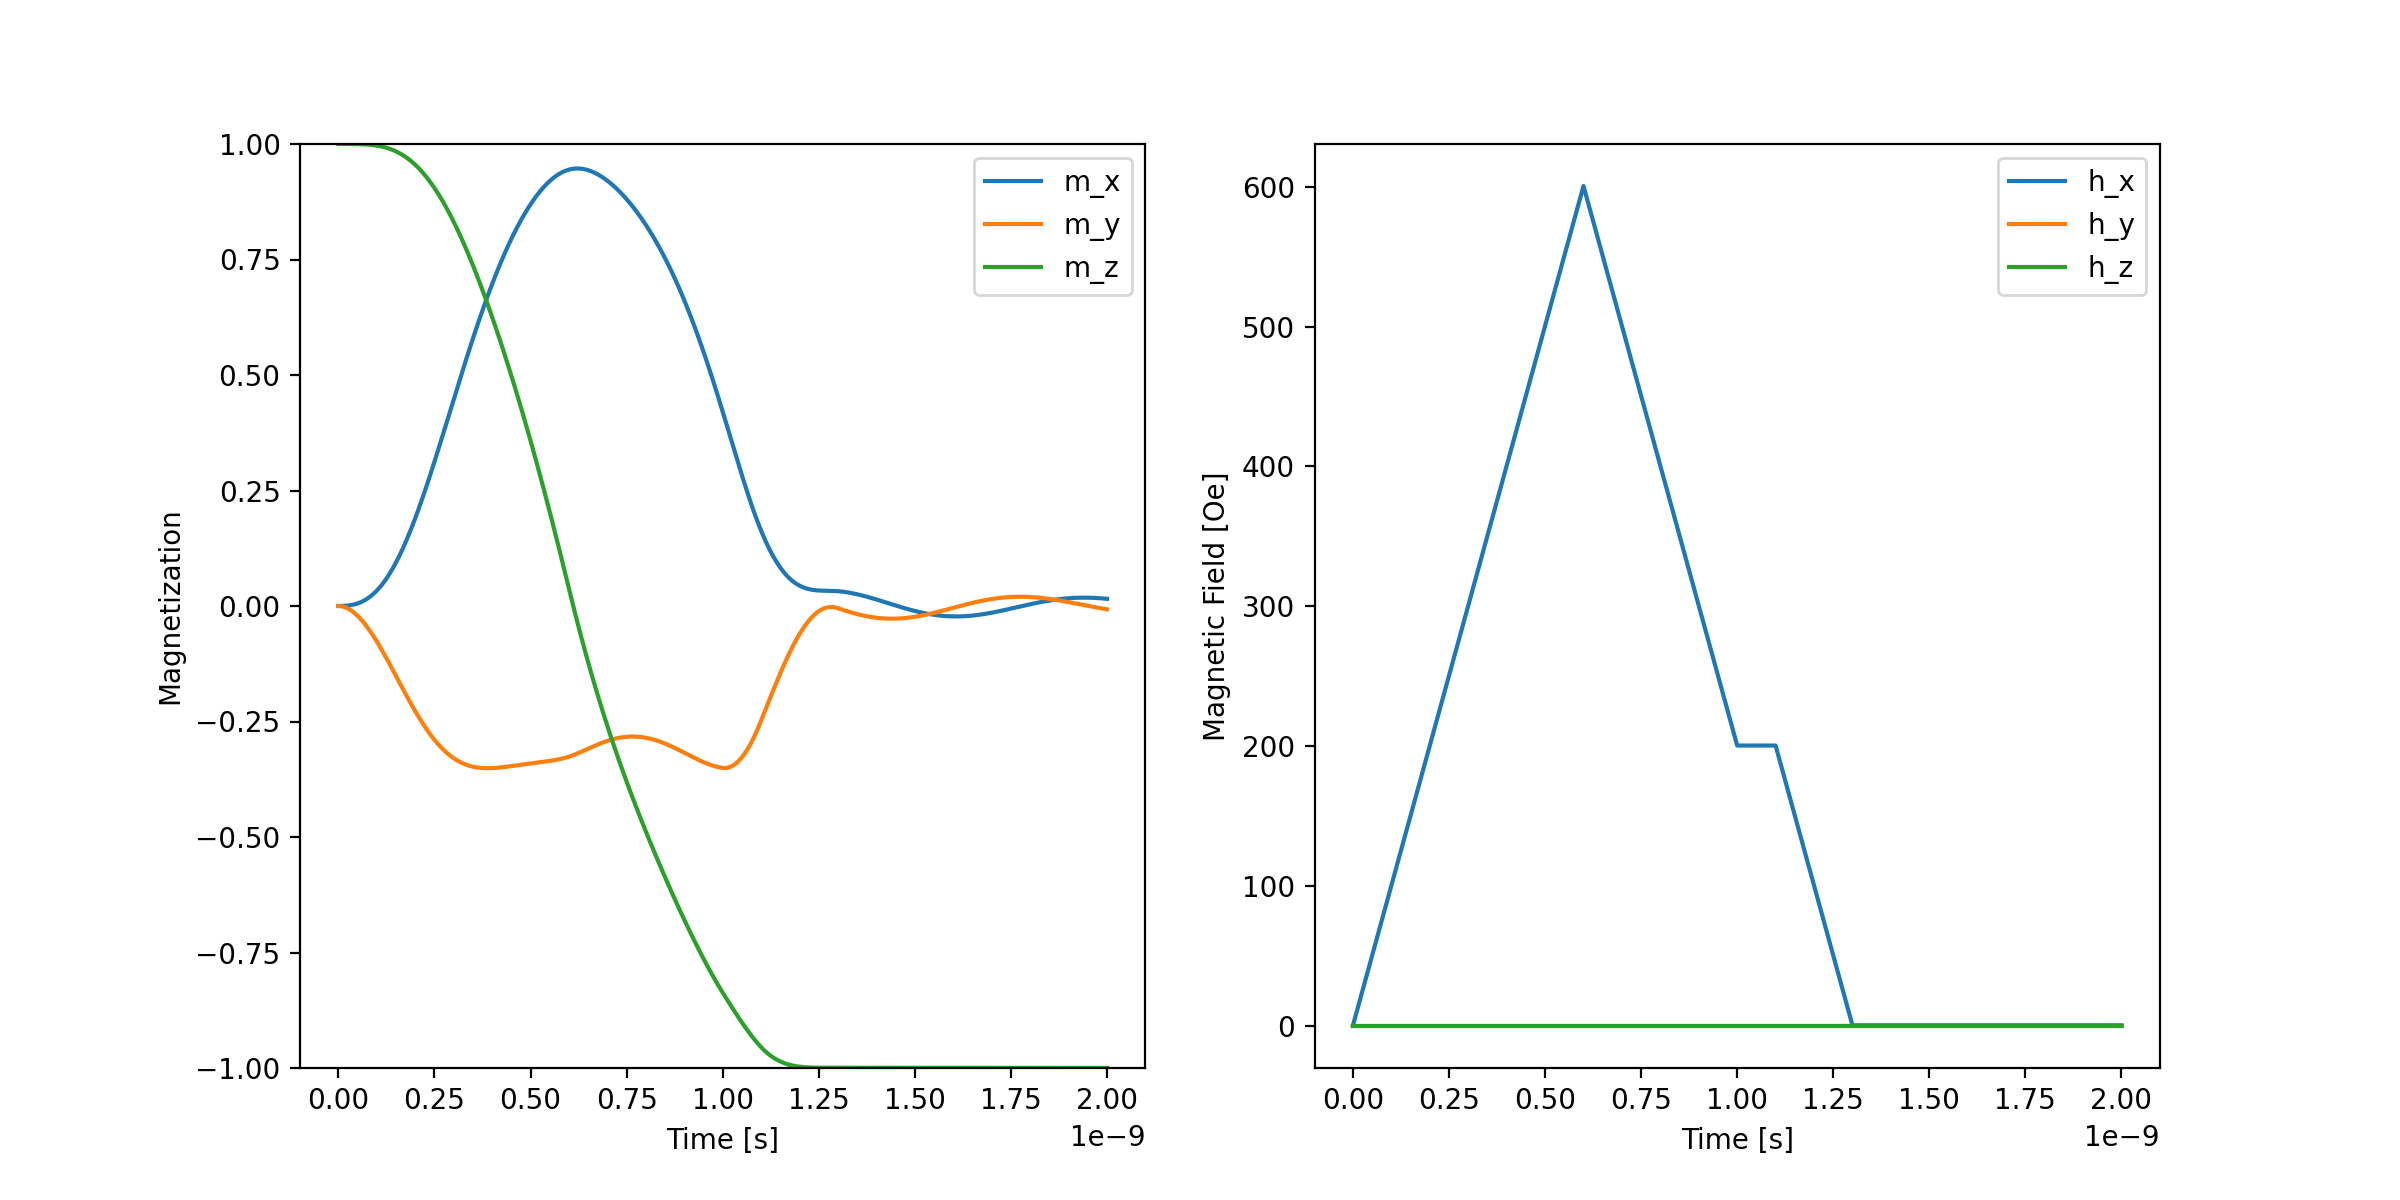 Magnetization
1.00
0.75
0.50
0.25
0.00
−0.25
−0.50
−0.75
−1.00
m_x
m_y
m_z
0.00 0.25 0.50 0.75 1.00 1.25 1.50 1.75 2.00
1e−9
Time [s]
Magnetic Field [Oe]
600
500
400
300
200
100
0
h_x
h_y
h_z
0.00 0.25 0.50 0.75 1.00 1.25 1.50 1.75 2.00
1e−9
Time [s]